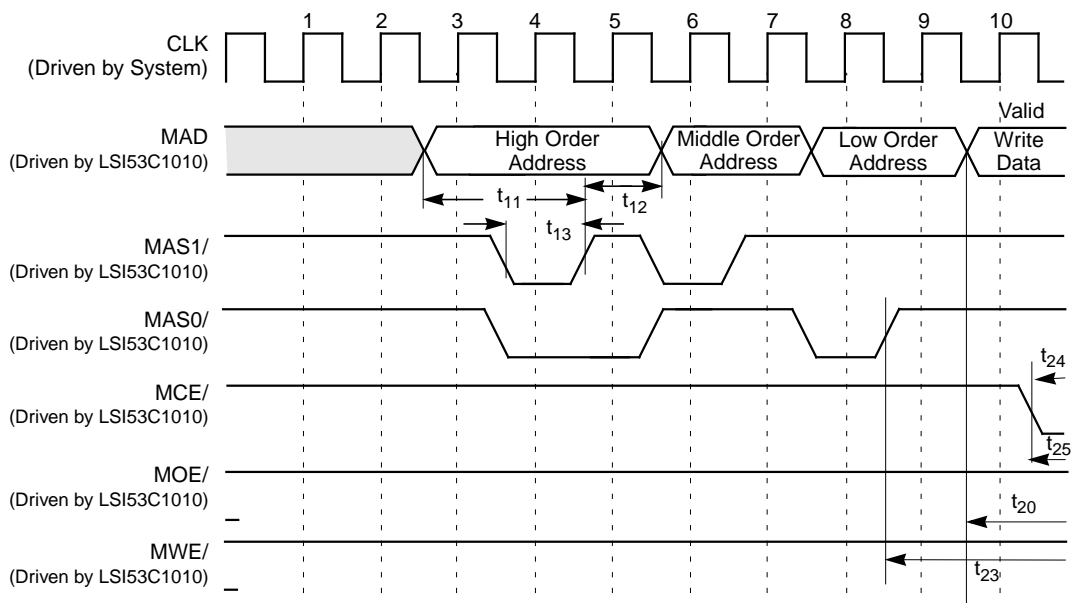 1 2 3 4 5 6 7 8 9 10
CLK
(Driven by System)
Valid
MAD
(Driven by LSI53C1010)
High Order
Address
Middle Order
Address
Low Order
Address
Write
Data
t11
t12
t13
MAS1/
(Driven by LSI53C1010)
MAS0/
(Driven by LSI53C1010)
t24
MCE/
(Driven by LSI53C1010)
t25
MOE/
(Driven by LSI53C1010)
t20
MWE/
(Driven by LSI53C1010)
t23